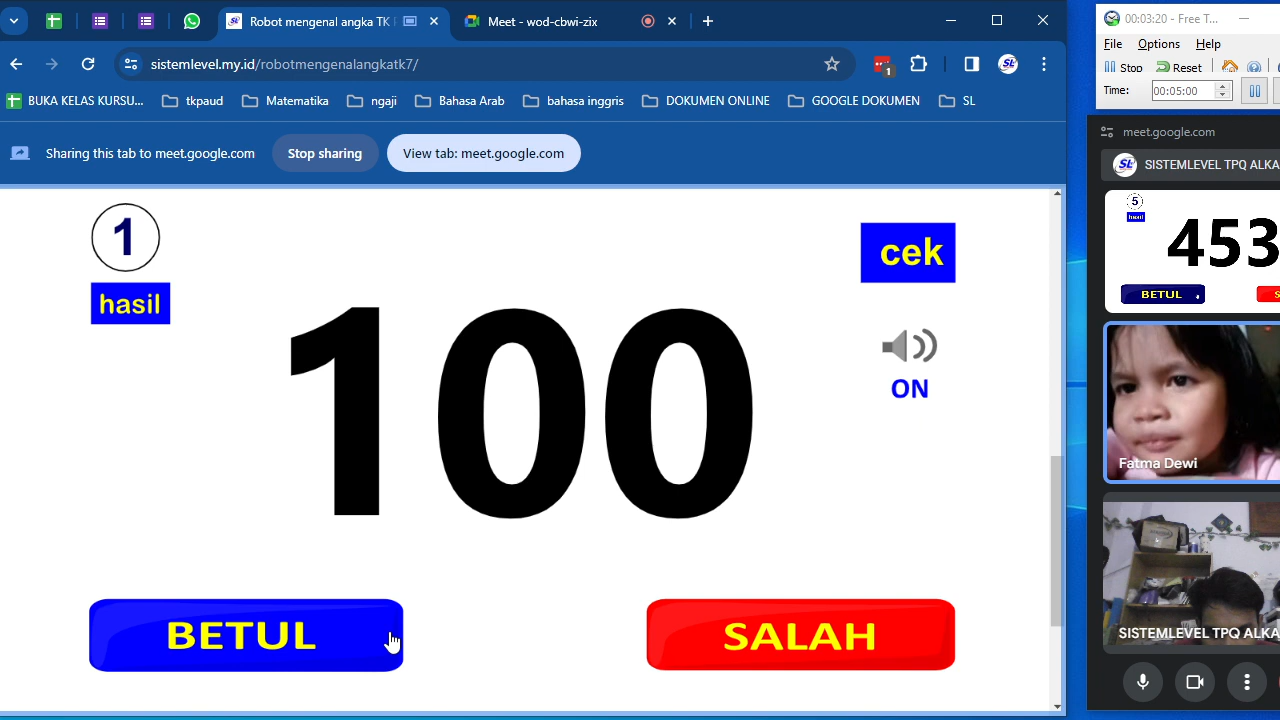 Robot mengenal angka TK
Meet - wod-cbwi-zix
sistemlevel.my.id/robotmengenalangkatk7/
1
BUKA KELAS KURSU...
tkpaud
Matematika
ngaji
Bahasa Arab
bahasa inggris
DOKUMEN ONLINE
GOOGLE DOKUMEN
SL
Sharing this tab to meet.google.com
Stop sharing
View tab: meet.google.com
1
hasil
100
cek
ON
BETUL
SALAH
00:03:20 - Free T...
File Options Help
Stop Reset
Time: 00:05:00
meet.google.com
SL SISTEMLEVEL TPQ ALKA
5
hasil
453
BETUL
Fatma Dewi
SISTEMLEVEL TPQ ALKA